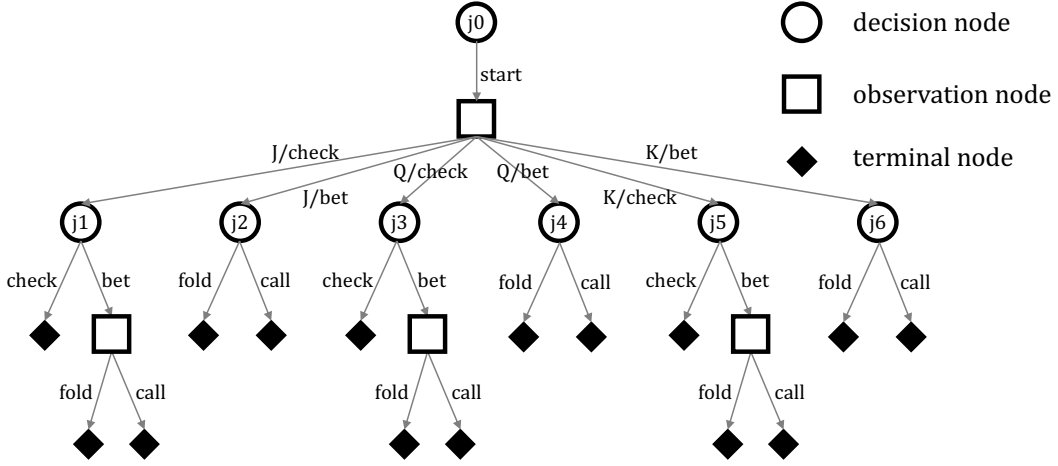 j0
decision node
start
observation node
J/check
K/bet
terminal node
Q/check
Q/bet
J/bet
K/check
j1
j2
j3
j4
j5
j6
check
bet
fold
call
check
bet
fold
call
check
bet
fold
call
fold
call
fold
call
fold
call